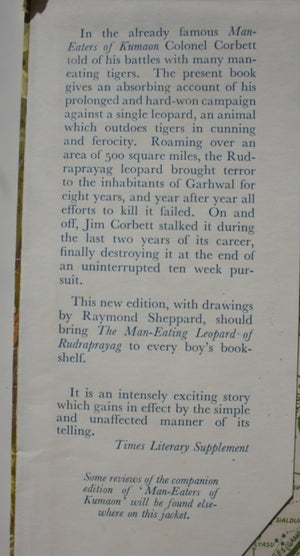 In the already famous Man-
Eaters of Kumaon Colonel Corbett
told of his battles with many man-
eating tigers. The present book
gives an absorbing account of his
prolonged and hard-won campaign
against a single leopard, an animal
which outdoes tigers in cunning
and ferocity. Roaming over an
area of 500 square miles, the Rud-
raprayag leopard brought terror
to the inhabitants of Garhwal for
eight years, and year after year all
efforts to kill it failed. On and
off, Jim Corbett stalked it during
the last two years of its career,
finally destroying it at the end of
an uninterrupted ten week pur-
suit.
This new edition, with drawings
by Raymond Sheppard, should
bring The Man-Eating Leopard of
Rudraprayag to every boy's book-
shelf.
It is an intensely exciting story
which gains in effect by the simple
and unaffected manner of its
telling.
Times Literary Supplement
Some reviews of the companion
edition of 'Man-Eaters of
Kumaon' will be found else-
where on this jacket.